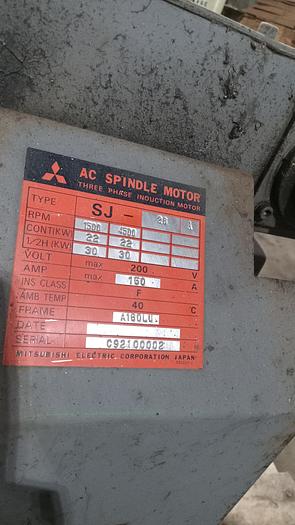 AC SPINDLE MOTOR
THREE PHASE INDUCTION MOTOR
TYPE SJ - 2B A
RPM 1500 4500
CONT(KW) 22 22
1/2H (KW) 30 30
VOLT max 200 V
AMP max 160 A
INS CLASS F
AMB TEMP 40 C
FRAME A180LU.
DATE
SERIAL C92100002
MITSUBISHI ELECTRIC CORPORATION JAPAN